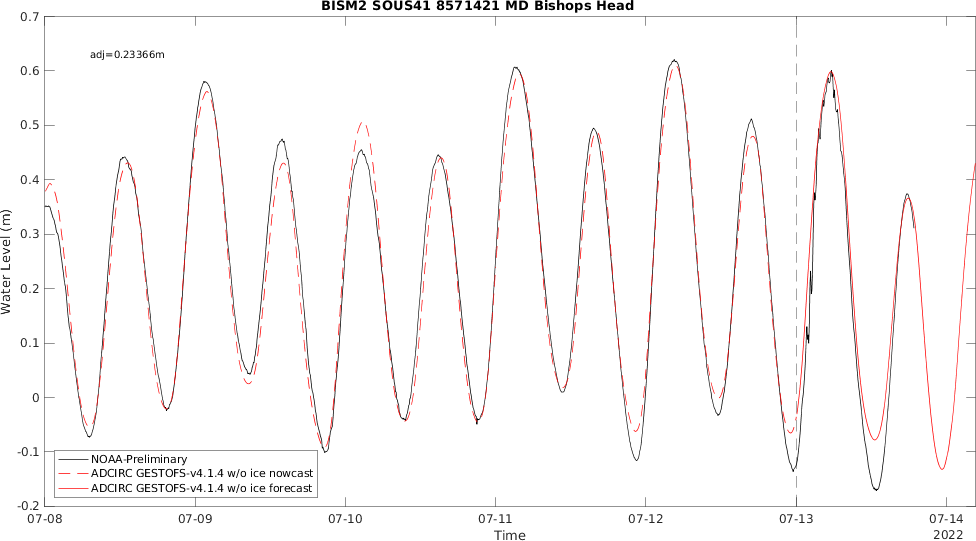 BISM2 SOUS41 8571421 MD Bishops Head
adj=0.23366m
Water Level (m)
0.7
0.6
0.5
0.4
0.3
0.2
0.1
0
-0.1
-0.2
NOAA-Preliminary
ADCIRC GESTOFS-v4.1.4 w/o ice nowcast
ADCIRC GESTOFS-v4.1.4 w/o ice forecast
07-08 07-09 07-10 07-11 07-12 07-13 07-14
Time
2022